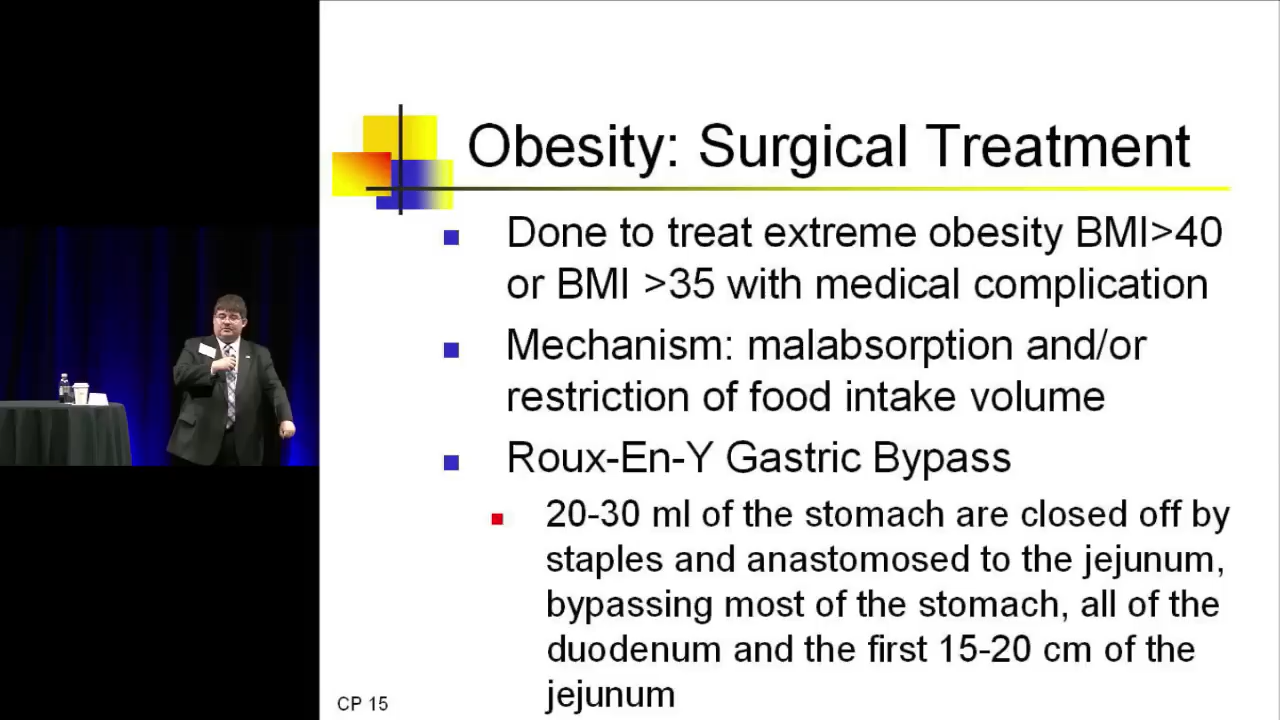 Obesity: Surgical Treatment
Done to treat extreme obesity BMI>40
or BMI >35 with medical complication
Mechanism: malabsorption and/or
restriction of food intake volume
Roux-En-Y Gastric Bypass
20-30 ml of the stomach are closed off by
staples and anastomosed to the jejunum,
bypassing most of the stomach, all of the
duodenum and the first 15-20 cm of the
jejunum
CP 15